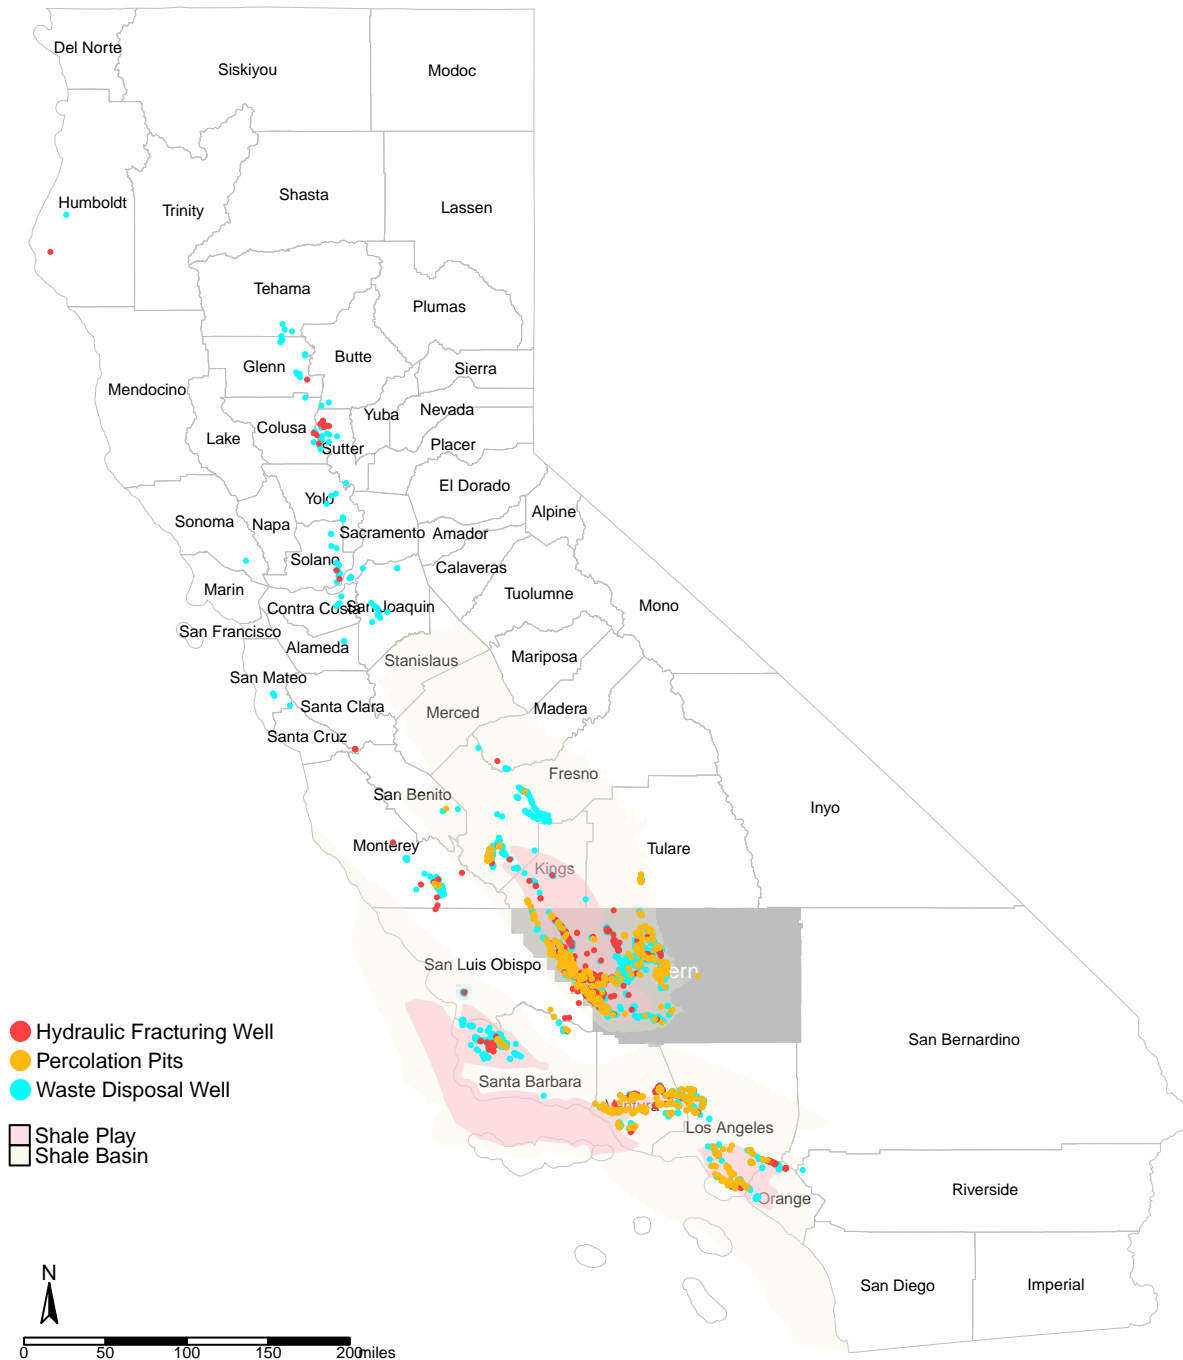 Del Norte
Siskiyou
Modoc
Humboldt
Trinity
Shasta
Lassen
Tehama
Plumas
Mendocino
Glenn
Butte
Sierra
Lake
Colusa
Sutter
Yuba
Nevada
Placer
Yolo
El Dorado
Sonoma
Napa
Sacramento
Amador
Alpine
Solano
Marin
Calaveras
Contra Costa
San Joaquin
Tuolumne
Mono
San Francisco
Alameda
Stanislaus
Mariposa
San Mateo
Santa Clara
Merced
Madera
Santa Cruz
San Benito
Fresno
Inyo
Monterey
Kings
Tulare
San Luis Obispo
ern
San Bernardino
Santa Barbara
Ventura
Los Angeles
Orange
Riverside
San Diego
Imperial
Hydraulic Fracturing Well
Percolation Pits
Waste Disposal Well
Shale Play
Shale Basin
N
0 50 100 150 200 miles